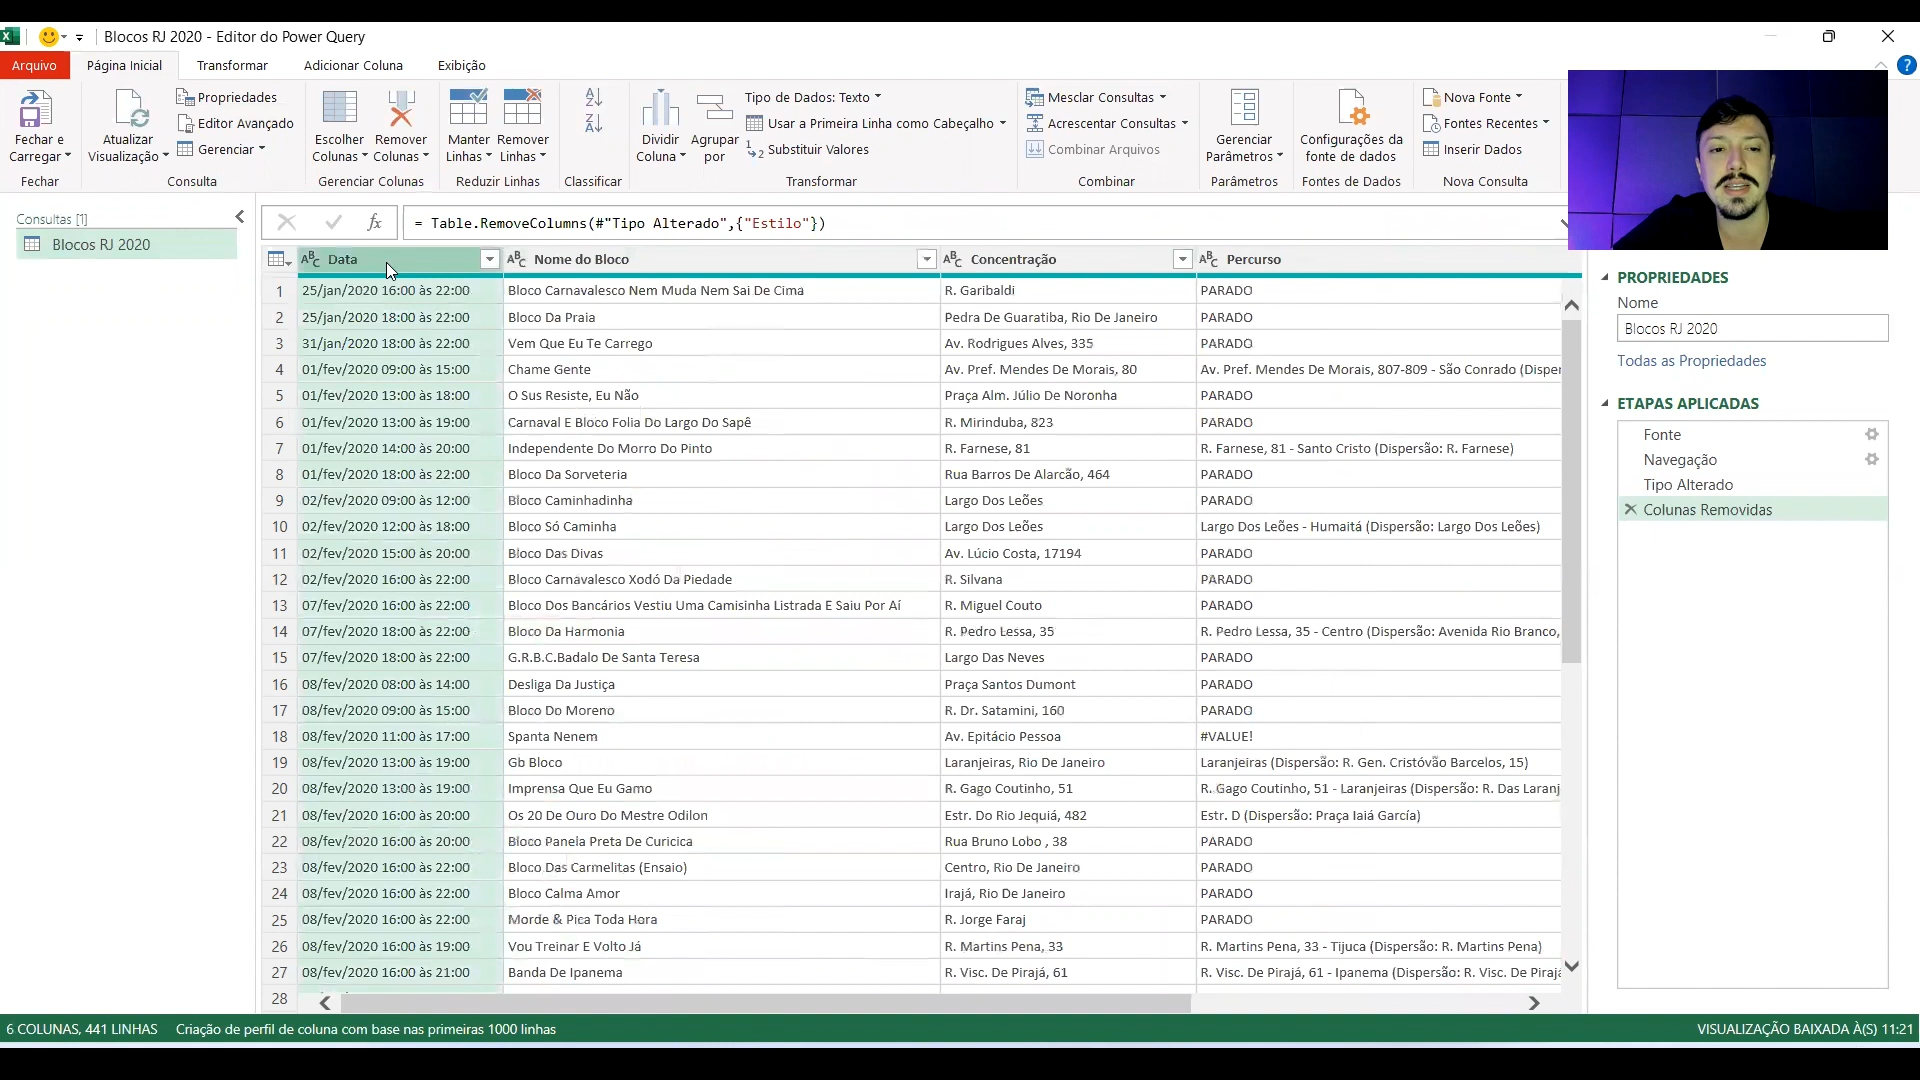 Blocos RJ 2020 - Editor do Power Query
Arquivo
Página Inicial
Transformar
Adicionar Coluna
Exibição
Fechar e
Carregar
Fechar
Atualizar
Visualização
Propriedades
Editor Avançado
Gerenciar
Consulta
Escolher
Colunas
Remover
Colunas
Gerenciar Colunas
Manter
Linhas
Remover
Linhas
Reduzir Linhas
Classificar
Dividir
Coluna
Agrupar
por
Tipo de Dados: Texto
Usar a Primeira Linha como Cabeçalho
Substituir Valores
Transformar
Mesclar Consultas
Acrescentar Consultas
Combinar Arquivos
Combinar
Gerenciar
Parâmetros
Parâmetros
Configurações da
fonte de dados
Fontes de Dados
Nova Fonte
Fontes Recentes
Inserir Dados
Nova Consulta
Consultas [1]
Blocos RJ 2020
= Table.RemoveColumns(#"Tipo Alterado",{"Estilo"})
Data Nome do Bloco Concentração Percurso
1 25/jan/2020 16:00 às 22:00 Bloco Carnavalesco Nem Muda Nem Sai De Cima R. Garibaldi PARADO
2 25/jan/2020 18:00 às 22:00 Bloco Da Praia Pedra De Guaratiba, Rio De Janeiro PARADO
3 31/jan/2020 18:00 às 22:00 Vem Que Eu Te Carrego Av. Rodrigues Alves, 335 PARADO
4 01/fev/2020 09:00 às 15:00 Chame Gente Av. Pref. Mendes De Morais, 80 Av. Pref. Mendes De Morais, 807-809 - São Conrado (Disper
5 01/fev/2020 13:00 às 18:00 O Sus Resiste, Eu Não Praça Alm. Júlio De Noronha PARADO
6 01/fev/2020 13:00 às 19:00 Carnaval E Bloco Folia Do Largo Do Sapê R. Mirinduba, 823 PARADO
7 01/fev/2020 14:00 às 20:00 Independente Do Morro Do Pinto R. Farnese, 81 R. Farnese, 81 - Santo Cristo (Dispersão: R. Farnese)
8 01/fev/2020 18:00 às 22:00 Bloco Da Sorveteria Rua Barros De Alarcão, 464 PARADO
9 02/fev/2020 09:00 às 12:00 Bloco Caminhadinha Largo Dos Leões PARADO
10 02/fev/2020 12:00 às 18:00 Bloco Só Caminha Largo Dos Leões Largo Dos Leões - Humaitá (Dispersão: Largo Dos Leões)
11 02/fev/2020 15:00 às 20:00 Bloco Das Divas Av. Lúcio Costa, 17194 PARADO
12 02/fev/2020 16:00 às 22:00 Bloco Carnavalesco Xodó Da Piedade R. Silvana PARADO
13 07/fev/2020 16:00 às 22:00 Bloco Dos Bancários Vestiu Uma Camisinha Listrada E Saiu Por Aí R. Miguel Couto PARADO
14 07/fev/2020 18:00 às 22:00 Bloco Da Harmonia R. Pedro Lessa, 35 R. Pedro Lessa, 35 - Centro (Dispersão: Avenida Rio Branco,
15 07/fev/2020 18:00 às 22:00 G.R.B.C.Badalo De Santa Teresa Largo Das Neves PARADO
16 08/fev/2020 08:00 às 14:00 Desliga Da Justiça Praça Santos Dumont PARADO
17 08/fev/2020 09:00 às 15:00 Bloco Do Moreno R. Dr. Satamini, 160 PARADO
18 08/fev/2020 11:00 às 17:00 Spanta Nenem Av. Epitácio Pessoa #VALUE!
19 08/fev/2020 13:00 às 19:00 Gb Bloco Laranjeiras, Rio De Janeiro Laranjeiras (Dispersão: R. Gen. Cristóvão Barcelos, 15)
20 08/fev/2020 13:00 às 19:00 Imprensa Que Eu Gamo R. Gago Coutinho, 51 R. Gago Coutinho, 51 - Laranjeiras (Dispersão: R. Das Laranj
21 08/fev/2020 16:00 às 20:00 Os 20 De Ouro Do Mestre Odilon Estr. Do Rio Jequiá, 482 Estr. D (Dispersão: Praça Iaiá García)
22 08/fev/2020 16:00 às 20:00 Bloco Panela Preta De Curicica Rua Bruno Lobo , 38 PARADO
23 08/fev/2020 16:00 às 22:00 Bloco Das Carmelitas (Ensaio) Centro, Rio De Janeiro PARADO
24 08/fev/2020 16:00 às 22:00 Bloco Calma Amor Irajá, Rio De Janeiro PARADO
25 08/fev/2020 16:00 às 22:00 Morde & Pica Toda Hora R. Jorge Faraj PARADO
26 08/fev/2020 16:00 às 19:00 Vou Treinar E Volto Já R. Martins Pena, 33 R. Martins Pena, 33 - Tijuca (Dispersão: R. Martins Pena)
27 08/fev/2020 16:00 às 21:00 Banda De Ipanema R. Visc. De Pirajá, 61 R. Visc. De Pirajá, 61 - Ipanema (Dispersão: R. Visc. De Pirajá
28
PROPRIEDADES
Nome
Blocos RJ 2020
Todas as Propriedades
ETAPAS APLICADAS
Fonte
Navegação
Tipo Alterado
Colunas Removidas
6 COLUNAS, 441 LINHAS Criação de perfil de coluna com base nas primeiras 1000 linhas
VISUALIZAÇÃO BAIXADA À(S) 11:21